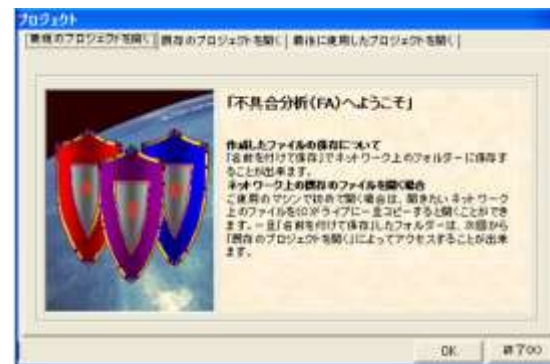 プロジェクト
新規のプロジェクトを開く 既存のプロジェクトを開く 最後に使用したプロジェクトを開く
「不具合分析(FA)へようこそ」
作成したファイルの保存について
「名前を付けて保存」でネットワーク上のフォルダーに保存す
ることが出来ます。
ネットワーク上の既存のファイルを開く場合
ご使用のマシンで初めて開く場合は、開きたいネットワーク
上のファイルを(C)ドライブに一旦コピーすると開くことができ
ます。一旦「名前を付けて保存」したフォルダーは、次回から
「既存のプロジェクトを開く」によってアクセスすることが出来
ます。
OK 終了(X)